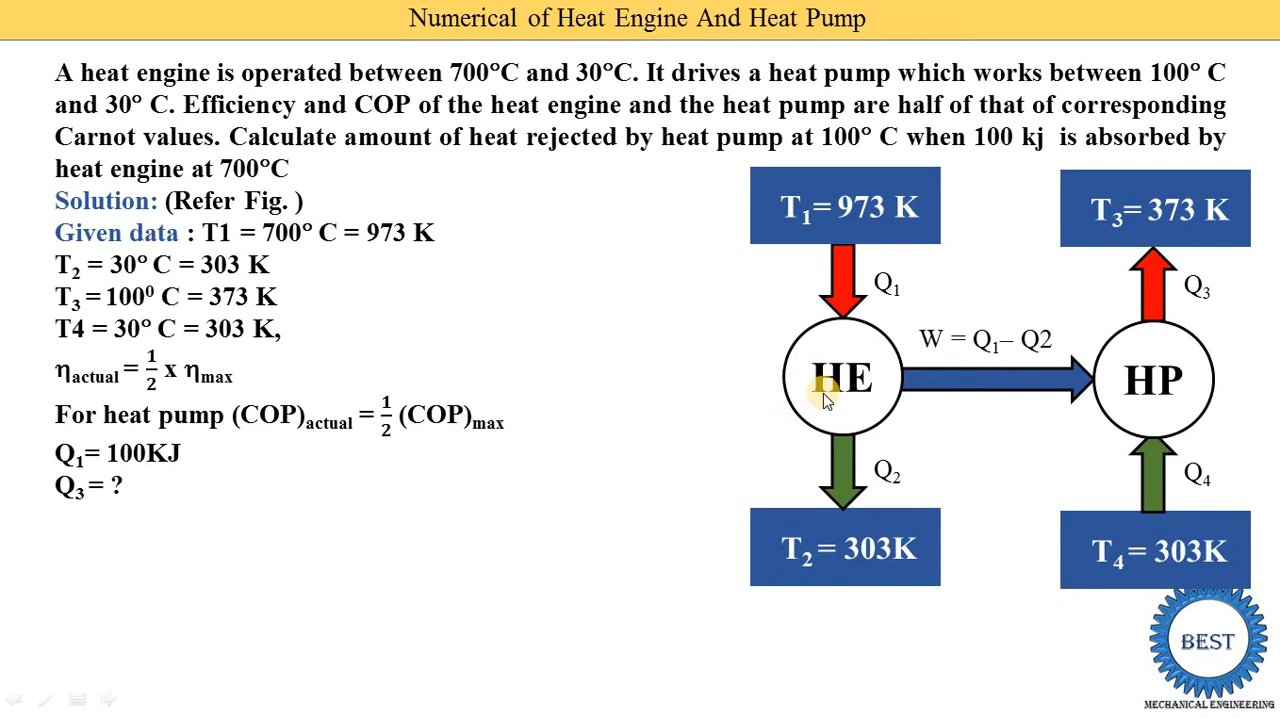 Numerical of Heat Engine And Heat Pump
A heat engine is operated between 700°C and 30°C. It drives a heat pump which works between 100° C
and 30° C. Efficiency and COP of the heat engine and the heat pump are half of that of corresponding
Carnot values. Calculate amount of heat rejected by heat pump at 100° C when 100 kj is absorbed by
heat engine at 700°C
Solution: (Refer Fig. )
Given data : T1 = 700° C = 973 K
T₂ = 30° C = 303 K
T₃ = 100⁰ C = 373 K
T4 = 30° C = 303 K,
η actual = 1/2 x η max
For heat pump (COP) actual = 1/2 (COP) max
Q₁= 100KJ
Q₃ = ?
T₁= 973 K
T₃= 373 K
Q₁
Q₃
W = Q₁– Q2
HE
HP
Q₂
Q₄
T₂ = 303K
T₄ = 303K
BEST
MECHANICAL ENGINEERING